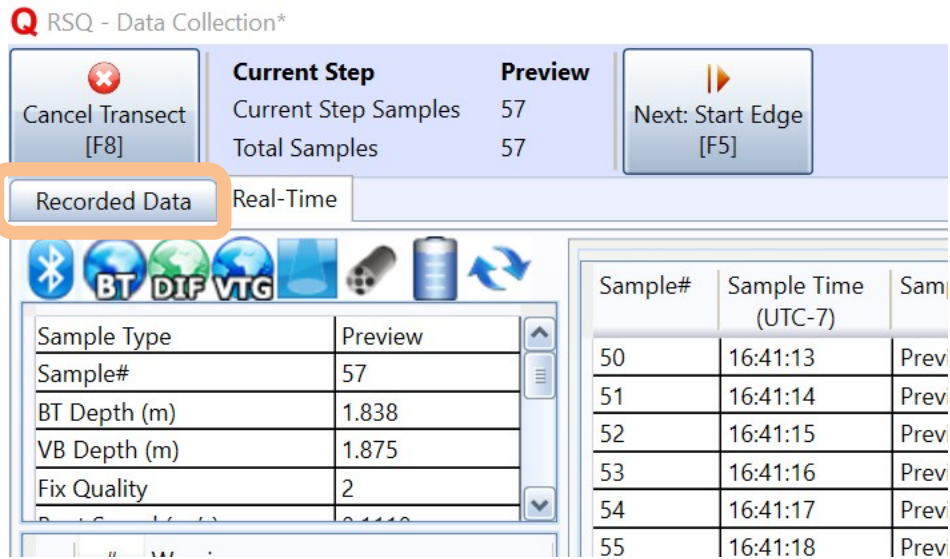 RSQ - Data Collection*
Cancel Transect
[F8]
Current Step Preview
Current Step Samples 57
Total Samples 57
Next: Start Edge
[F5]
Recorded Data
Real-Time
BT
DIF
VTG
Sample Type Preview
Sample# 57
BT Depth (m) 1.838
VB Depth (m) 1.875
Fix Quality 2
Sample# Sample Time
(UTC-7)
50 16:41:13
51 16:41:14
52 16:41:15
53 16:41:16
54 16:41:17
55 16:41:18